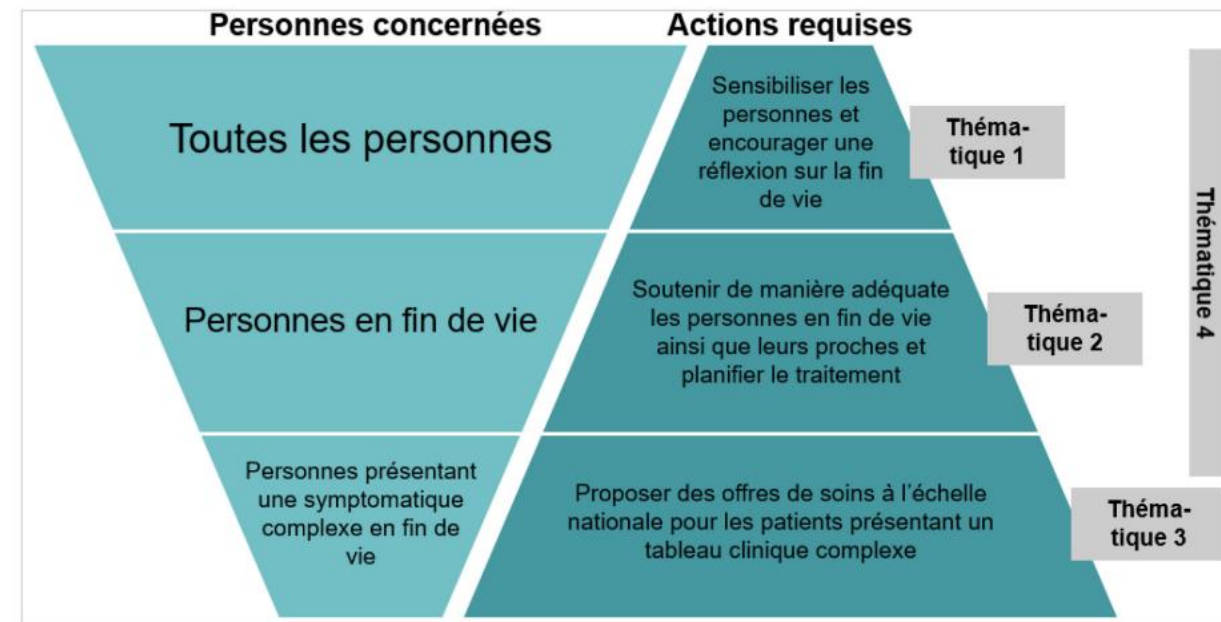 Personnes concernées
Actions requises
Toutes les personnes
Sensibiliser les
personnes et
encourager une
réflexion sur la fin
de vie
Théma-
tique 1
Personnes en fin de vie
Soutenir de manière adéquate
les personnes en fin de vie
ainsi que leurs proches et
planifier le traitement
Théma-
tique 2
Personnes présentant
une symptomatique
complexe en fin de
vie
Proposer des offres de soins à l'échelle
nationale pour les patients présentant un
tableau clinique complexe
Théma-
tique 3
Thématique 4